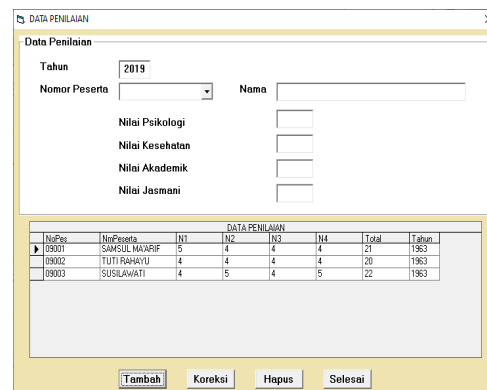 DATA PENILAIAN
Data Penilaian
Tahun 2019
Nomor Peserta Nama
Nilai Psikologi
Nilai Kesehatan
Nilai Akademik
Nilai Jasmani
DATA PENILAIAN
NoPes NmPeserta N1 N2 N3 N4 Total Tahun
09001 SAMSUL MA'ARIF 5 4 4 4 21 1963
09002 TUTI RAHAYU 4 4 4 4 20 1963
09003 SUSILAWATI 4 5 4 5 22 1963
Tambah Koreksi Hapus Selesai